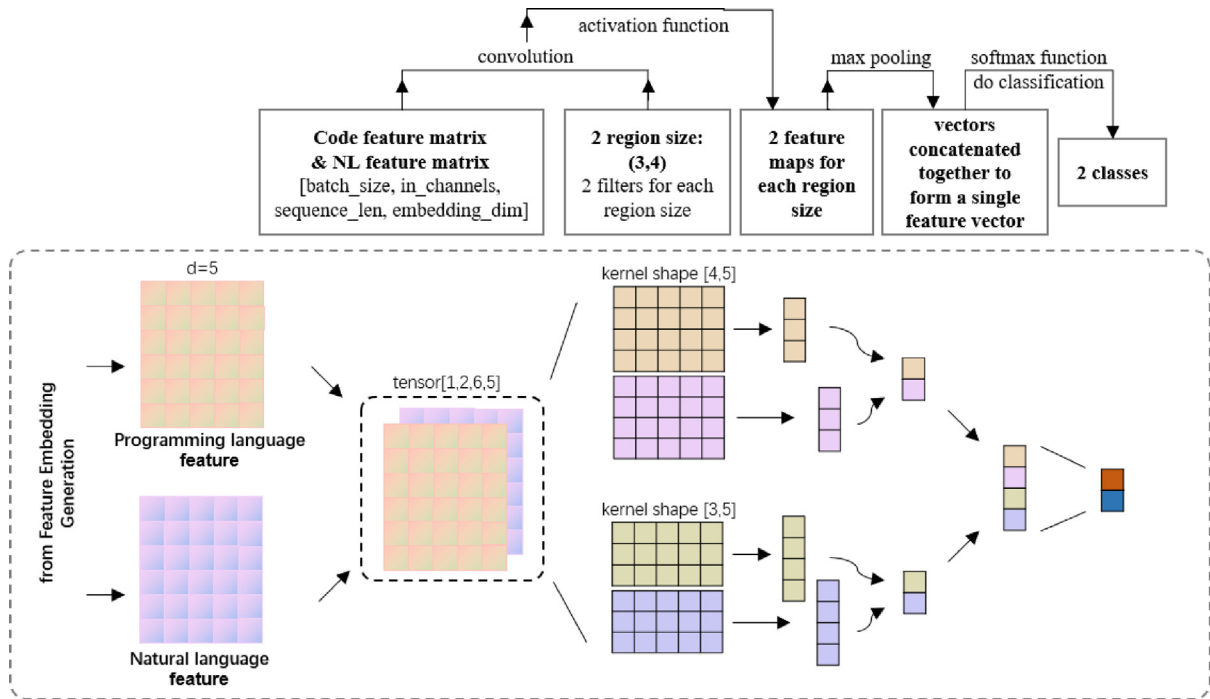 activation function
convolution
max pooling
softmax function
do classification
Code feature matrix
& NL feature matrix
[batch_size, in_channels,
sequence_len, embedding_dim]
2 region size:
(3,4)
2 filters for each
region size
2 feature
maps for
each region
size
vectors
concatenated
together to
form a single
feature vector
2 classes
from Feature Embedding
Generation
d=5
Programming language
feature
Natural language
feature
tensor[1,2,6,5]
kernel shape [4,5]
kernel shape [3,5]